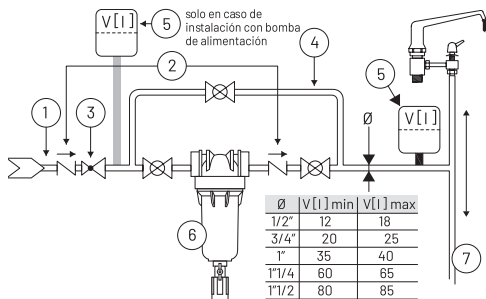 V[l]
5
solo en caso de
instalación con bomba
de alimentación
4
2
1
3
5
V[l]
Ø
6
7
Ø V[l] min V[l] max
1/2" 12 18
3/4" 20 25
1" 35 40
1"1/4 60 65
1"1/2 80 85